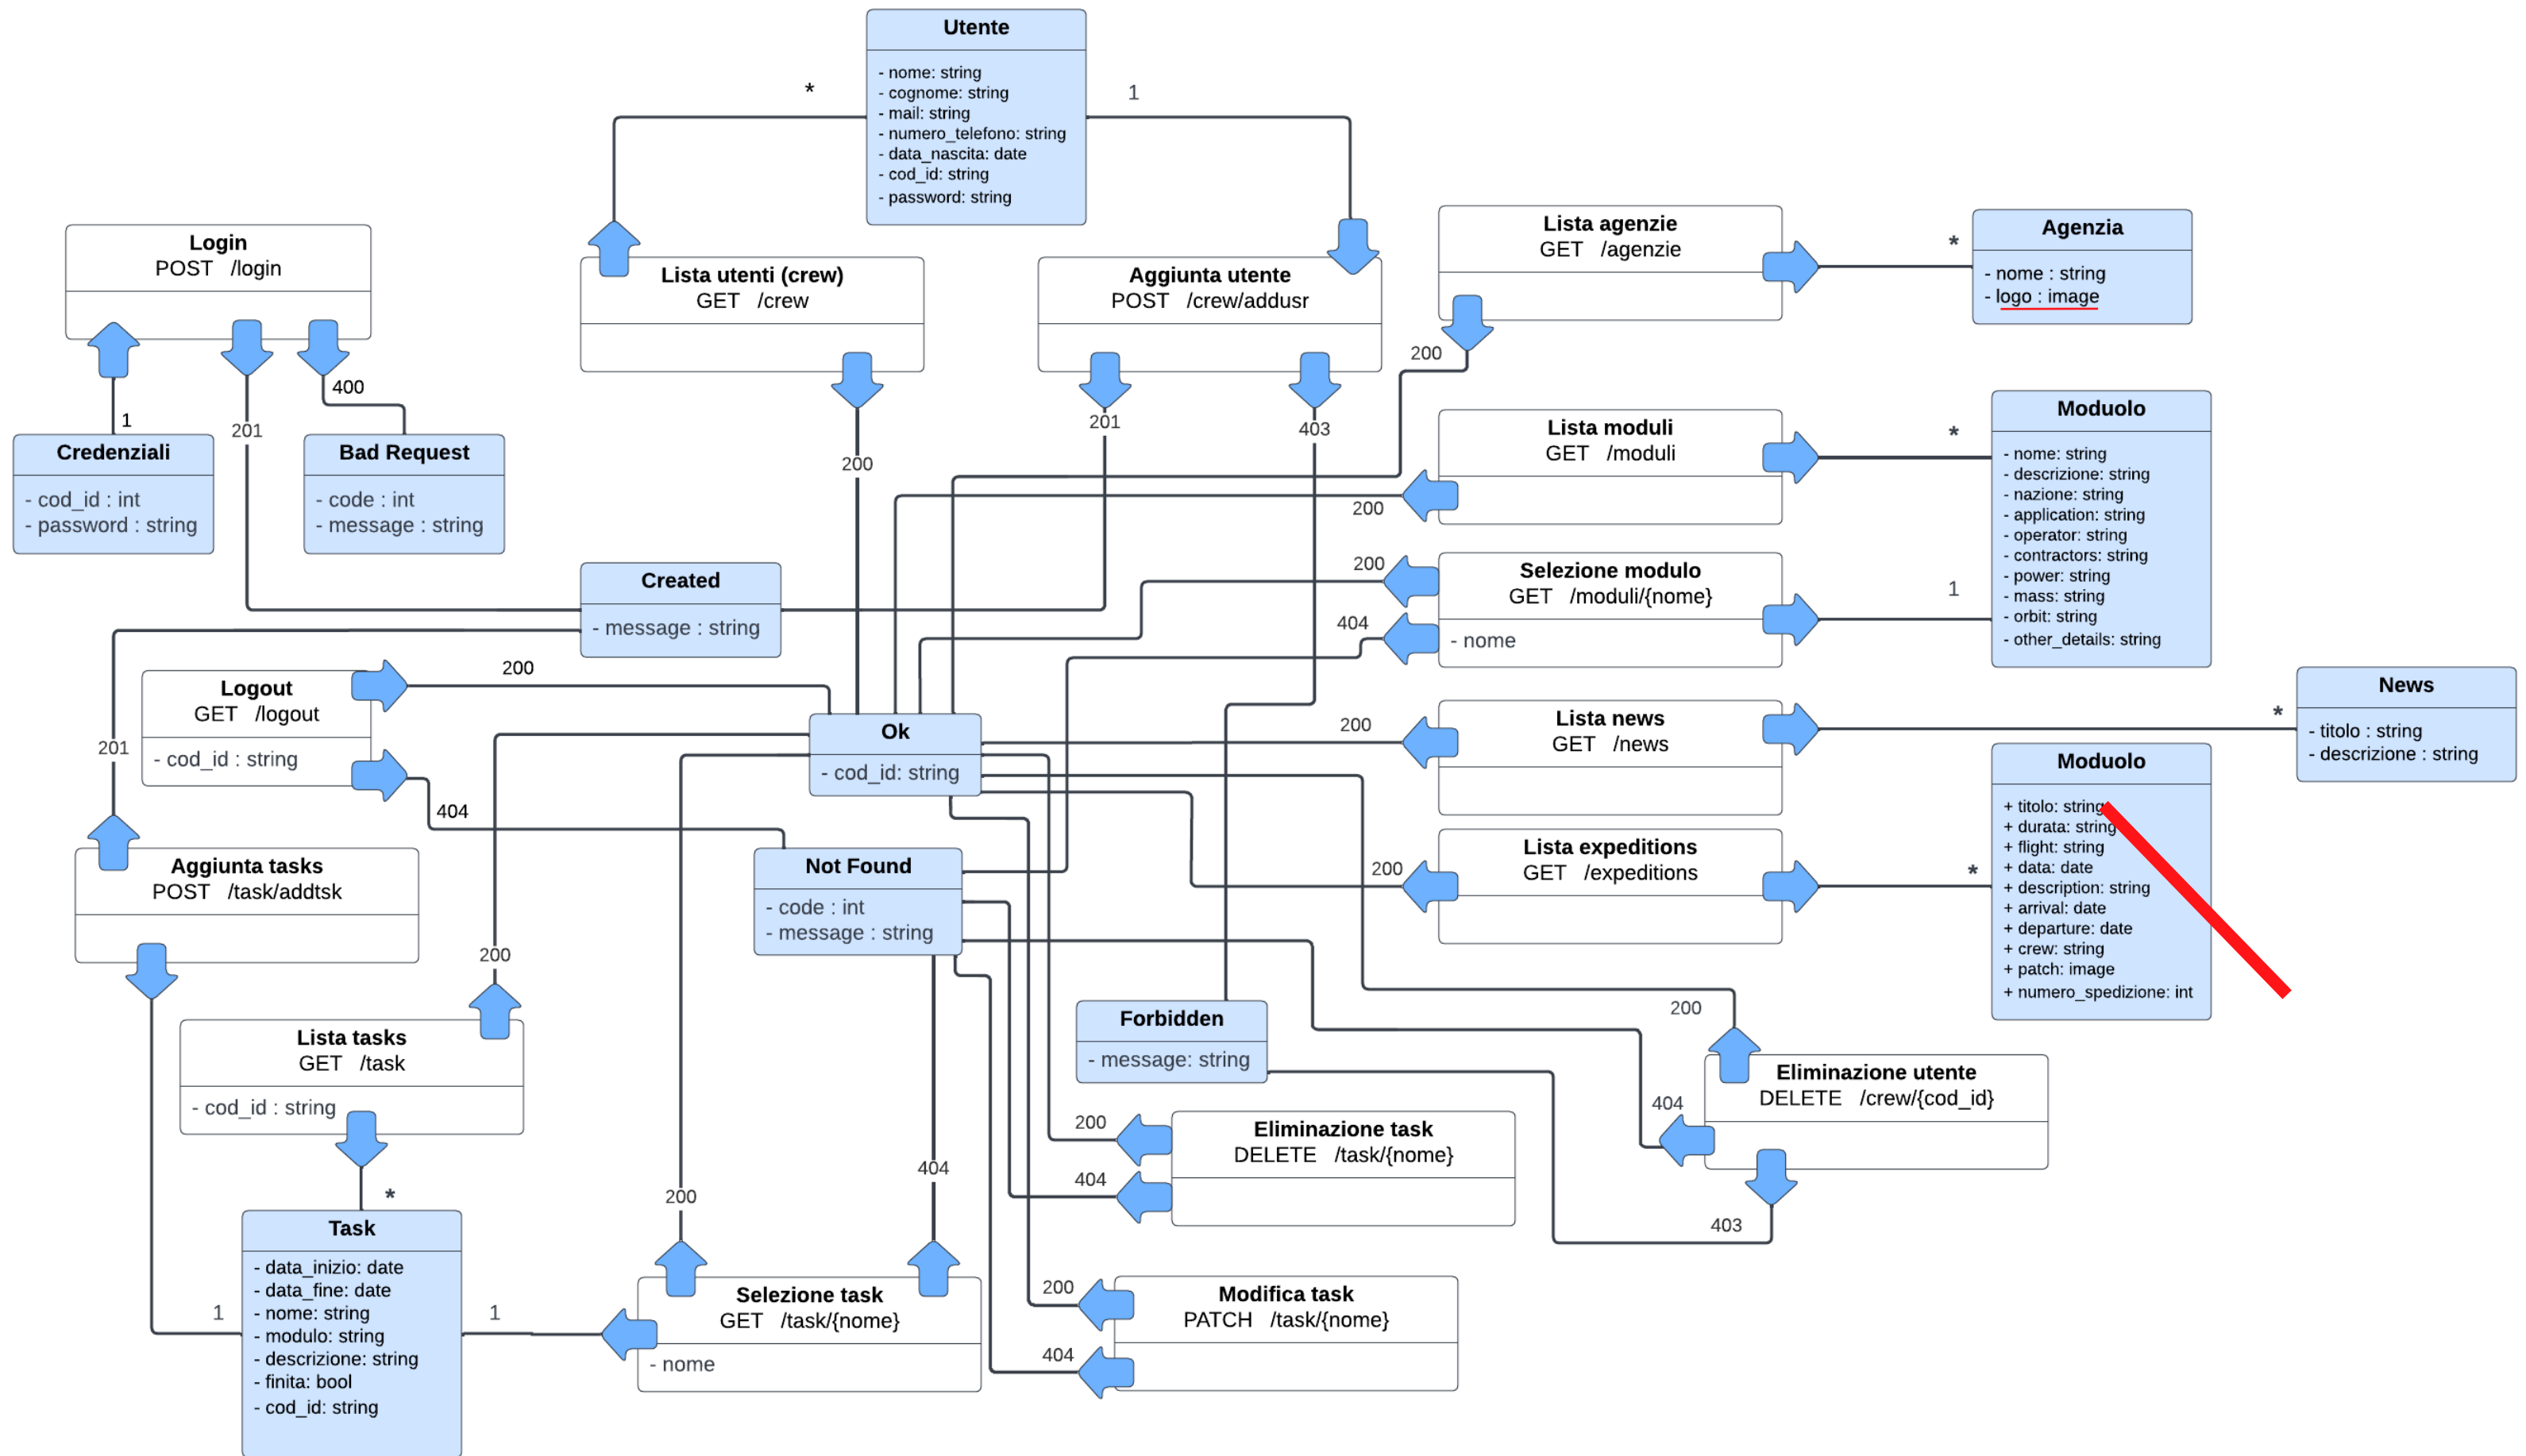 Utente
- nome: string
- cognome: string
- mail: string
- numero_telefono: string
- data_nascita: date
- cod_id: string
- password: string
*
1
Login
POST /login
1
201
400
Credenziali
- cod_id : int
- password : string
Bad Request
- code : int
- message : string
Lista utenti (crew)
GET /crew
200
Aggiunta utente
POST /crew/addusr
201
403
Lista agenzie
GET /agenzie
200
*
Agenzia
- nome : string
- logo : image
Lista moduli
GET /moduli
200
*
Moduolo
- nome: string
- descrizione: string
- nazione: string
- application: string
- operator: string
- contractors: string
- power: string
- mass: string
- orbit: string
- other_details: string
Created
- message : string
200
404
Selezione modulo
GET /moduli/{nome}
- nome
1
Logout
GET /logout
- cod_id : string
200
404
201
Ok
- cod_id: string
200
Lista news
GET /news
*
News
- titolo : string
- descrizione : string
Aggiunta tasks
POST /task/addtsk
Not Found
- code : int
- message : string
200
Lista expeditions
GET /expeditions
*
Moduolo
+ titolo: string
+ durata: string
+ flight: string
+ data: date
+ description: string
+ arrival: date
+ departure: date
+ crew: string
+ patch: image
+ numero_spedizione: int
200
Lista tasks
GET /task
- cod_id : string
*
Forbidden
- message: string
200
404
403
Eliminazione utente
DELETE /crew/{cod_id}
200
404
Eliminazione task
DELETE /task/{nome}
Task
- data_inizio: date
- data_fine: date
- nome: string
- modulo: string
- descrizione: string
- finita: bool
- cod_id: string
1
1
200
404
Selezione task
GET /task/{nome}
- nome
200
404
Modifica task
PATCH /task/{nome}